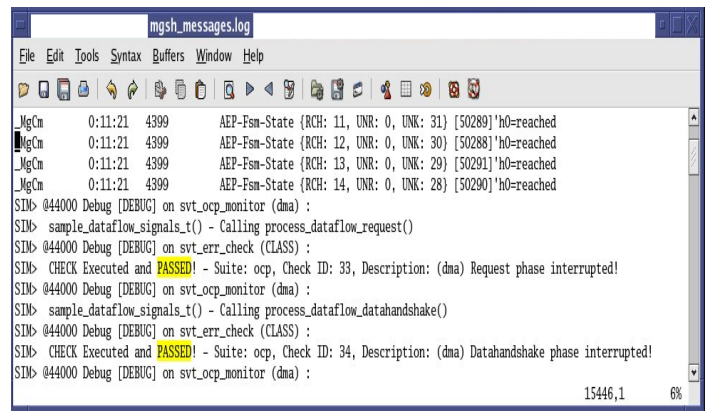 mgsh_messages.log
File Edit Tools Syntax Buffers Window Help
_MgCm 0:11:21 4399 AEP-Fsm-State {RCH: 11, UNR: 0, UNK: 31} [50289]'h0=reached
MgCm 0:11:21 4399 AEP-Fsm-State {RCH: 12, UNR: 0, UNK: 30} [50288]'h0=reached
_MgCm 0:11:21 4399 AEP-Fsm-State {RCH: 13, UNR: 0, UNK: 29} [50291]'h0=reached
_MgCm 0:11:21 4399 AEP-Fsm-State {RCH: 14, UNR: 0, UNK: 28} [50290]'h0=reached
SIM> @44000 Debug [DEBUG] on svt_ocp_monitor (dma) :
SIM> sample_dataflow_signals_t() - Calling process_dataflow_request()
SIM> @44000 Debug [DEBUG] on svt_err_check (CLASS) :
SIM> CHECK Executed and PASSED! - Suite: ocp, Check ID: 33, Description: (dma) Request phase interrupted!
SIM> @44000 Debug [DEBUG] on svt_ocp_monitor (dma) :
SIM> sample_dataflow_signals_t() - Calling process_dataflow_datahandshake()
SIM> @44000 Debug [DEBUG] on svt_err_check (CLASS) :
SIM> CHECK Executed and PASSED! - Suite: ocp, Check ID: 34, Description: (dma) Datahandshake phase interrupted!
SIM> @44000 Debug [DEBUG] on svt_ocp_monitor (dma) :
15446,1 6%